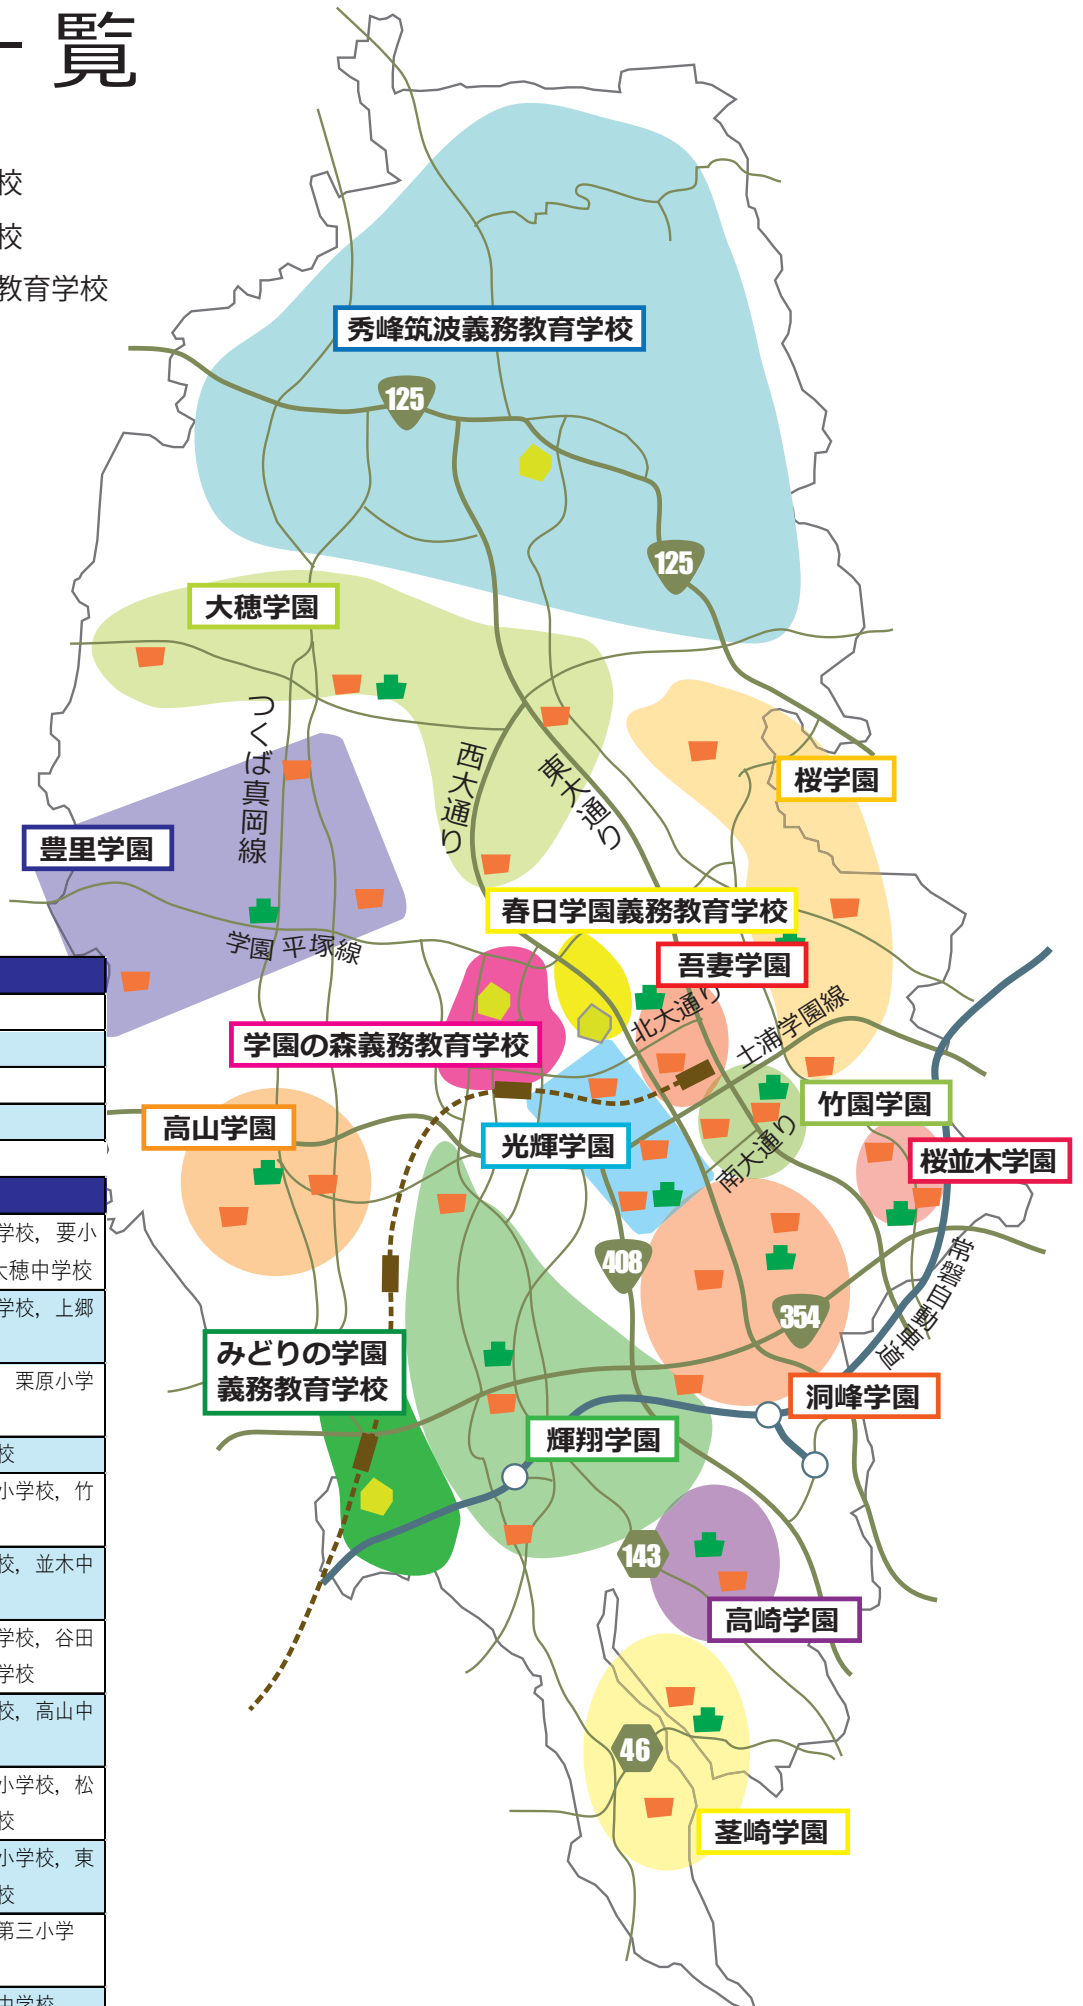 一覧
校
校
教育学校
秀峰筑波義務教育学校
125
125
大穂学園
つくば真岡線
西大通り
東大通り
桜学園
豊里学園
学園平塚線
春日学園義務教育学校
吾妻学園
北大通り
土浦学園線
学園の森義務教育学校
竹園学園
高山学園
光輝学園
南大通り
桜並木学園
408
常磐自動車道
354
みどりの学園
義務教育学校
洞峰学園
輝翔学園
143
高崎学園
46
茎崎学園
学校，要小
大穂中学校
学校，上郷
栗原小学
校
小学校，竹
校，並木中
学校，谷田
学校
校，高山中
小学校，松
校
小学校，東
校
第三小学
中学校